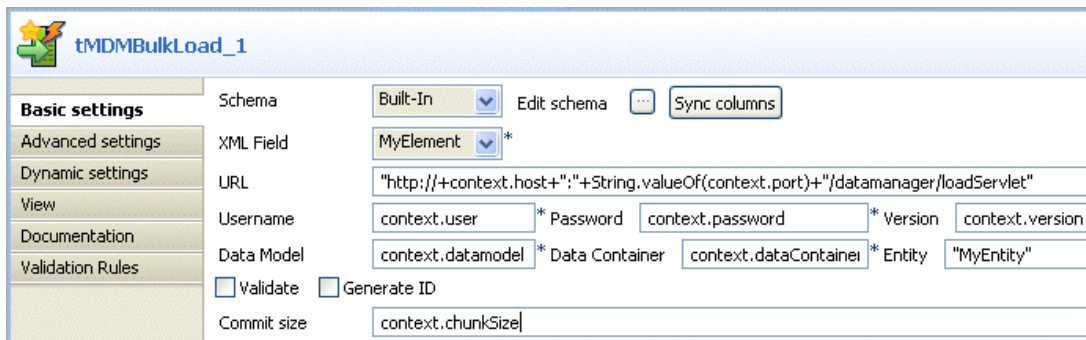 tMDMBulkLoad_1
Basic settings
Advanced settings
Dynamic settings
View
Documentation
Validation Rules
Schema Built-In Edit schema ... Sync columns
XML Field MyElement *
URL "http://+context.host+":"+String.valueOf(context.port)+"/datamanager/loadServlet"
Username context.user * Password context.password * Version context.version
Data Model context.datamodel * Data Container context.dataContainer * Entity "MyEntity"
Validate Generate ID
Commit size context.chunkSize